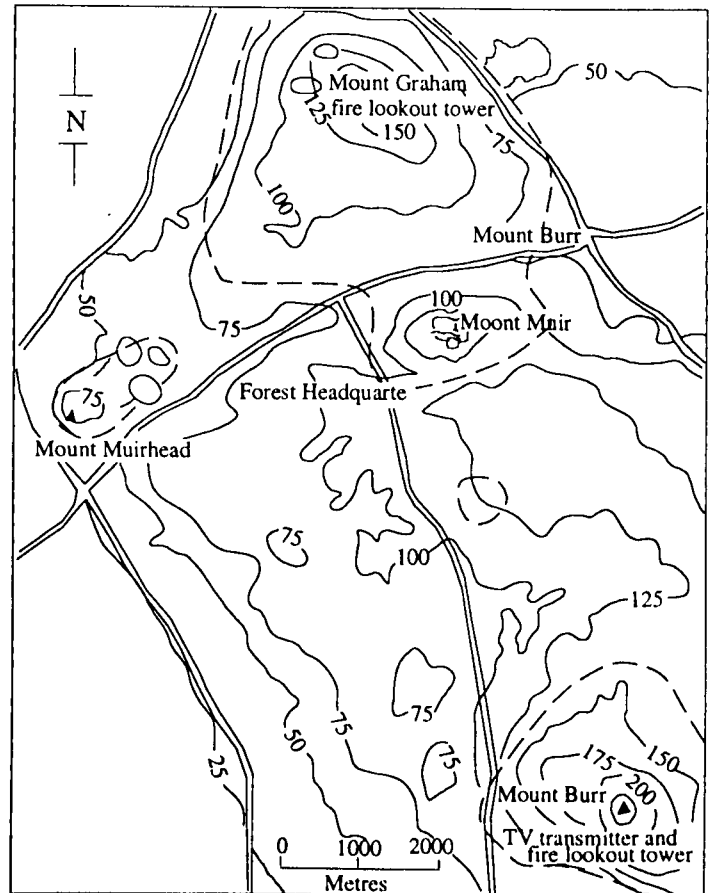 50
Mount Graham
fire lookout tower
125
150
N
75
100
Mount Burr
50
100
75
Moont Muir
75
Forest Headquarte
Mount Muirhead
75
100
125
75
75
50
75
25
150
175
200
Mount Burr
TV transmitter and
fire lookout tower
0 1000 2000
Metres